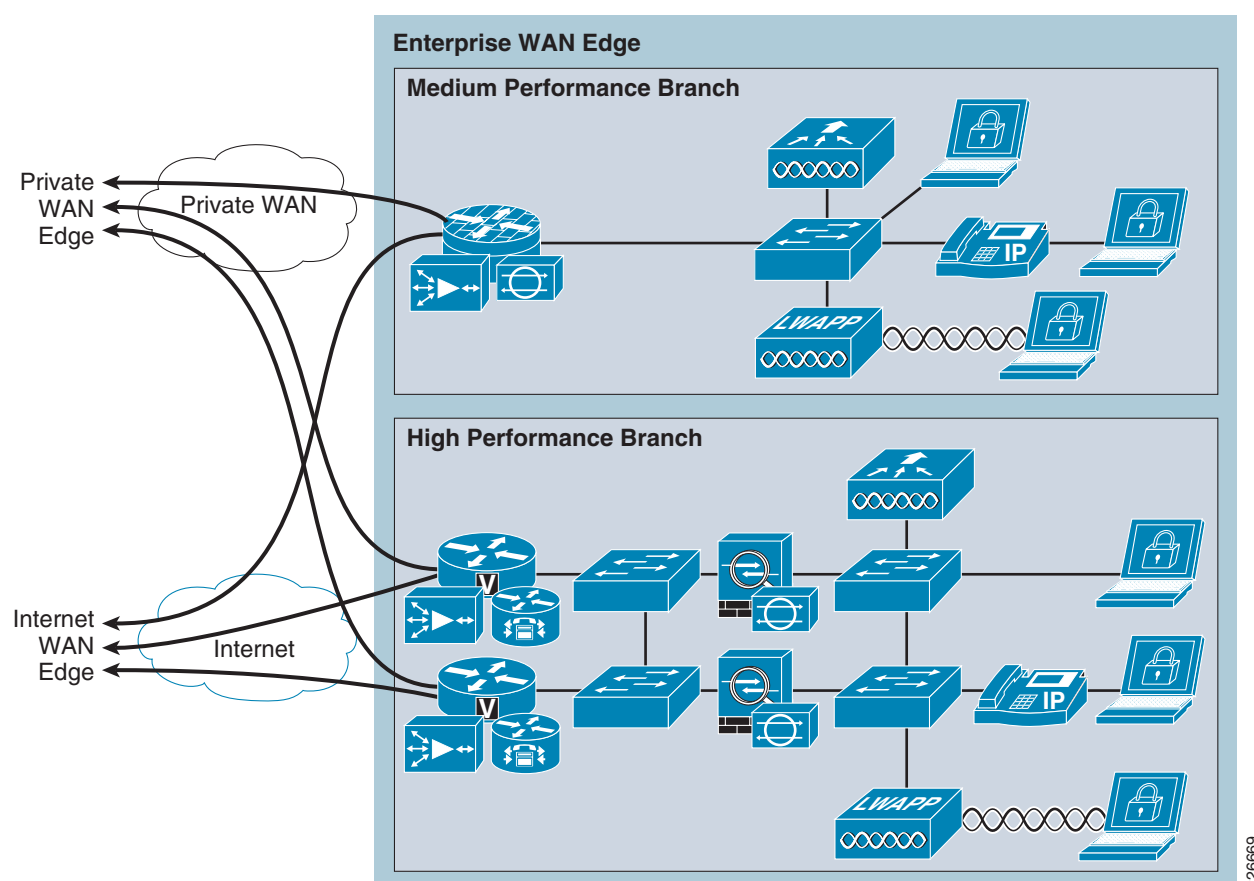 Enterprise WAN Edge
Medium Performance Branch
Private
WAN
Edge
Private WAN
IP
LWAPP
High Performance Branch
V
Internet
WAN
Edge
Internet
V
IP
LWAPP